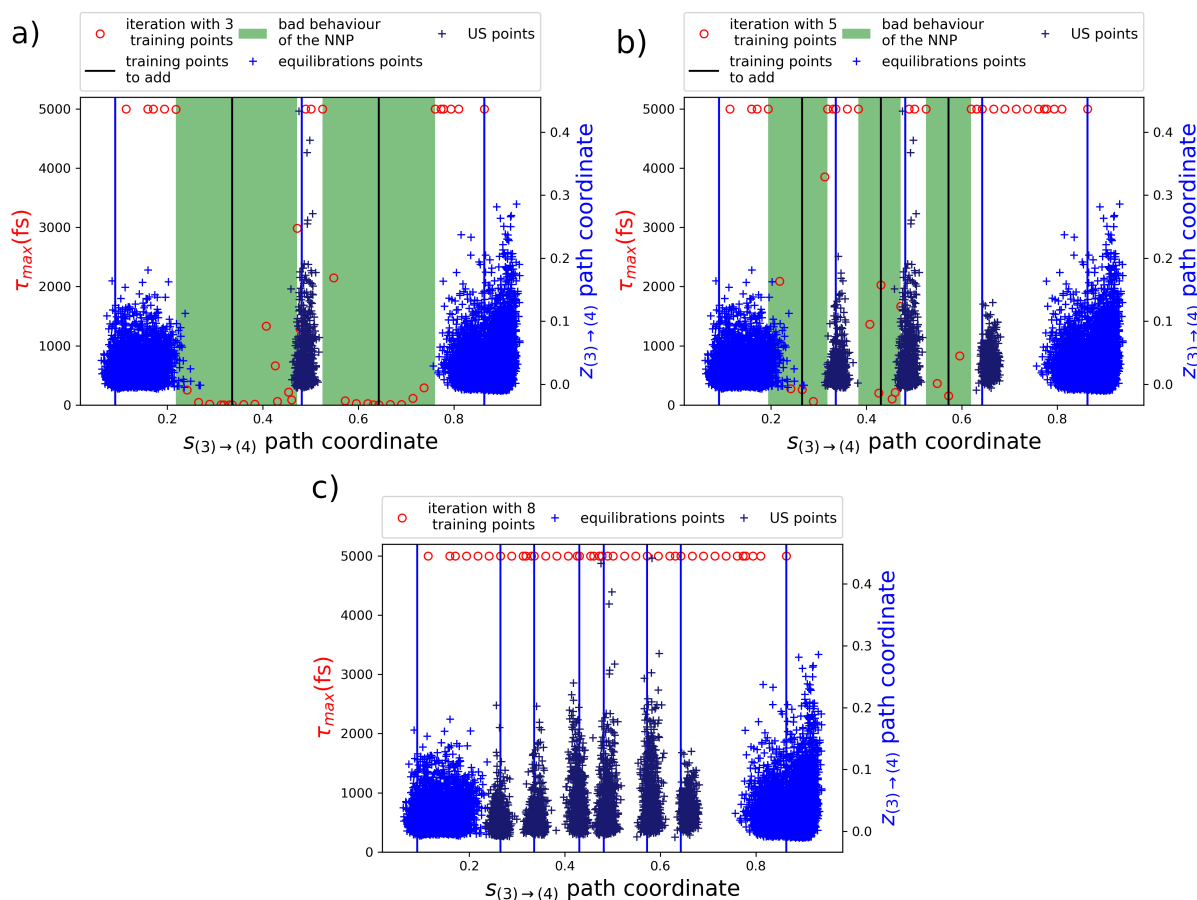 a)
iteration with 3
training points
bad behaviour
of the NNP
US points
training points
to add
equilibrations points
5000
4000
3000
2000
1000
0
τmax(fs)
0.4
0.3
0.2
0.1
0.0
z(3)→(4) path coordinate
0.2
0.4
0.6
0.8
s(3)→(4) path coordinate
b)
iteration with 5
training points
bad behaviour
of the NNP
US points
training points
to add
equilibrations points
5000
4000
3000
2000
1000
0
τmax(fs)
0.4
0.3
0.2
0.1
0.0
z(3)→(4) path coordinate
0.2
0.4
0.6
0.8
s(3)→(4) path coordinate
c)
iteration with 8
training points
equilibrations points
US points
5000
4000
3000
2000
1000
0
τmax(fs)
0.4
0.3
0.2
0.1
0.0
z(3)→(4) path coordinate
0.2
0.4
0.6
0.8
s(3)→(4) path coordinate